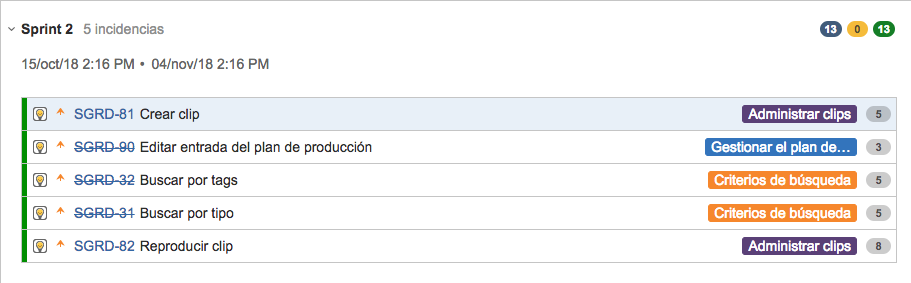 Sprint 2 5 incidencias 13 0 13
15/oct/18 2:16 PM • 04/nov/18 2:16 PM
SGRD-81 Crear clip Administrar clips 5
SGRD-90 Editar entrada del plan de producción Gestionar el plan de... 3
SGRD-32 Buscar por tags Criterios de búsqueda 5
SGRD-31 Buscar por tipo Criterios de búsqueda 5
SGRD-82 Reproducir clip Administrar clips 8